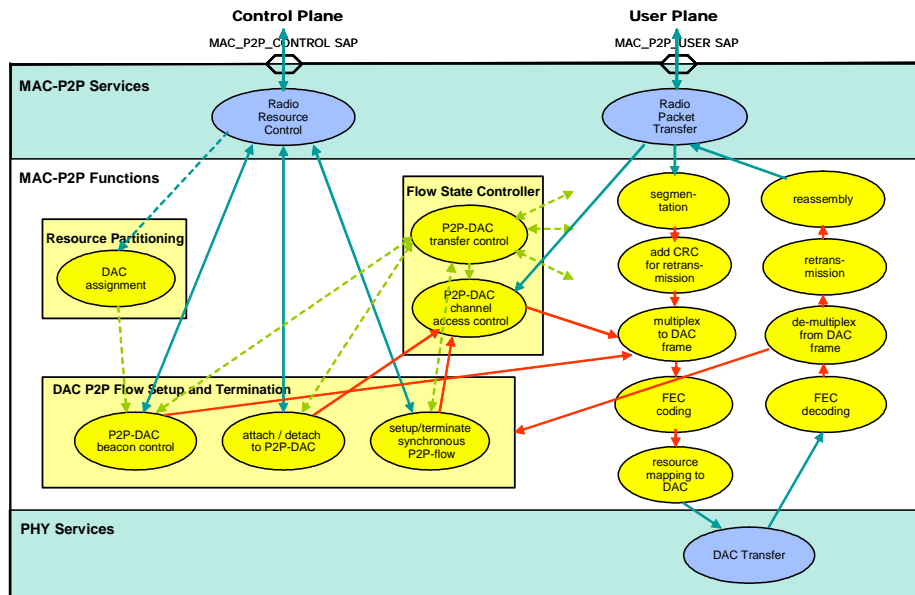 Control Plane
User Plane
MAC_P2P_CONTROL SAP
MAC_P2P_USER SAP
MAC-P2P Services
Radio
Resource
Control
Radio
Packet
Transfer
MAC-P2P Functions
Flow State Controller
P2P-DAC
transfer control
P2P-DAC
channel
access control
Resource Partitioning
DAC
assignment
segmen-
tation
add CRC
for retrans-
mission
multiplex
to DAC
frame
FEC
coding
resource
mapping to
DAC
reassembly
retrans-
mission
de-multiplex
from DAC
frame
FEC
decoding
DAC P2P Flow Setup and Termination
P2P-DAC
beacon control
attach / detach
to P2P-DAC
setup/terminate
synchronous
P2P-flow
PHY Services
DAC Transfer